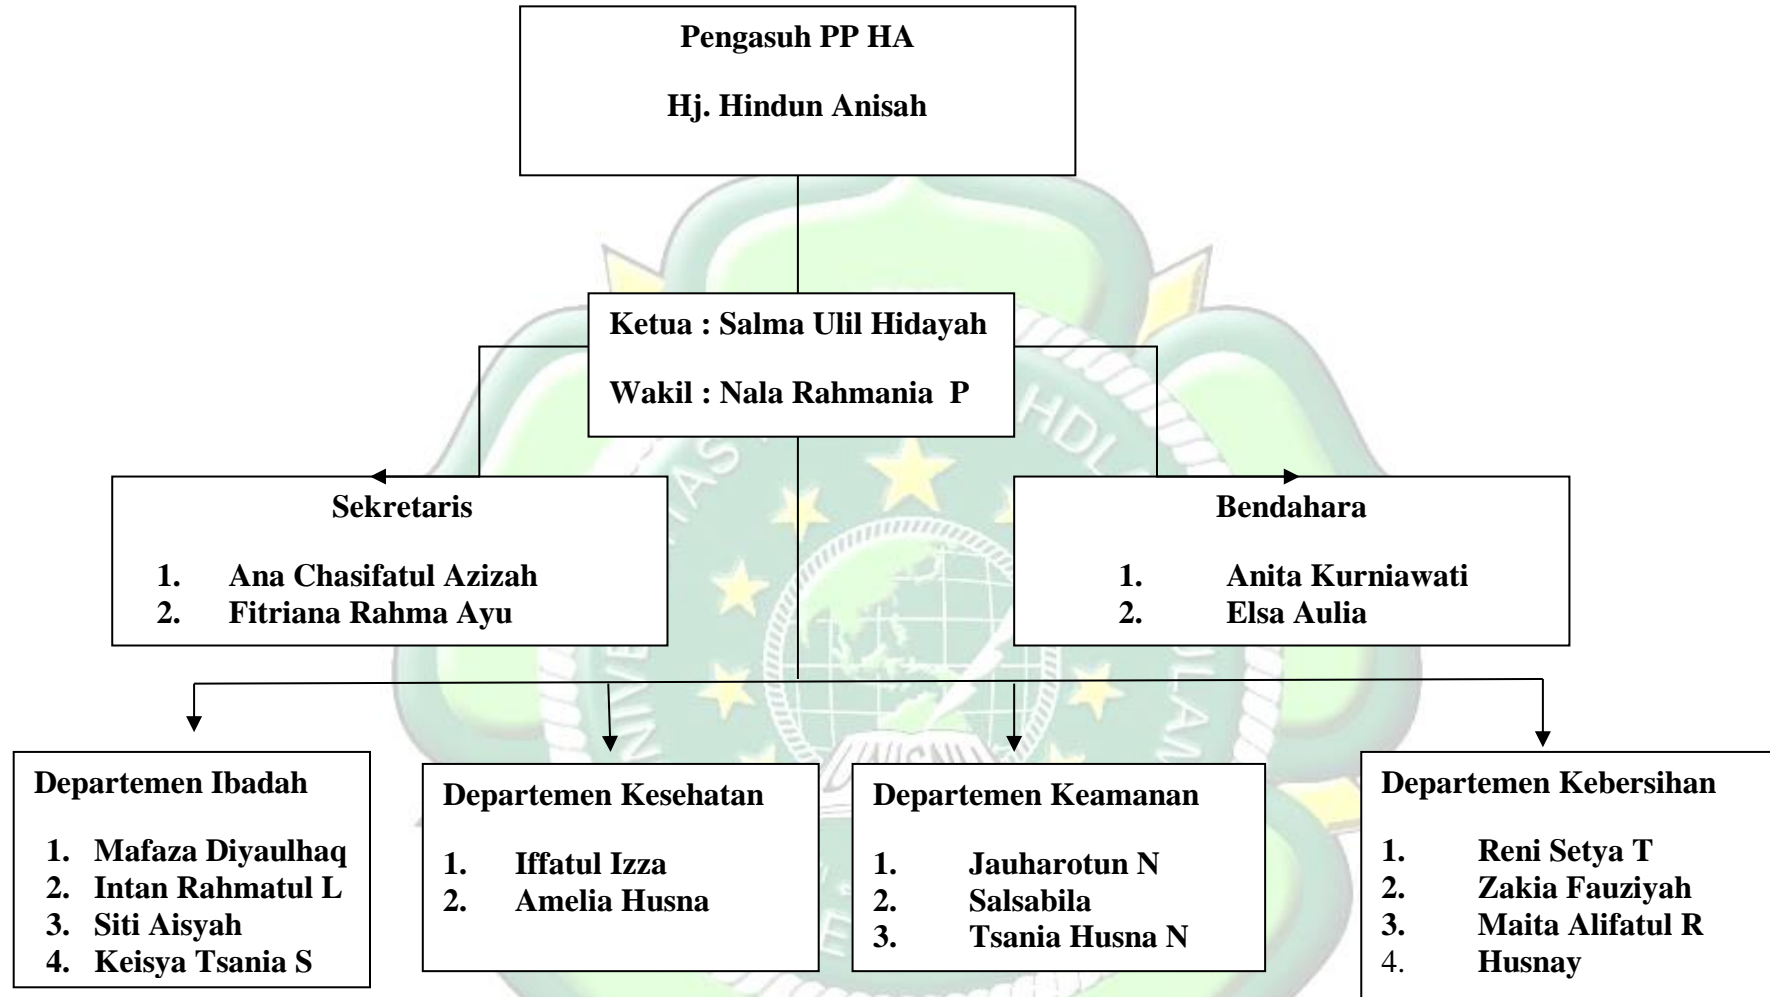 Pengasuh PP HA
Hj. Hindun Anisah
Ketua : Salma Ulil Hidayah
Wakil : Nala Rahmania P
Sekretaris
1. Ana Chasifatul Azizah
2. Fitriana Rahma Ayu
Bendahara
1. Anita Kurniawati
2. Elsa Aulia
Departemen Ibadah
1. Mafaza Diyaulhaq
2. Intan Rahmatul L
3. Siti Aisyah
4. Keisya Tsania S
Departemen Kesehatan
1. Iffatul Izza
2. Amelia Husna
Departemen Keamanan
1. Jauharotun N
2. Salsabila
3. Tsania Husna N
Departemen Kebersihan
1. Reni Setya T
2. Zakia Fauziyah
3. Maita Alifatul R
4. Husnay